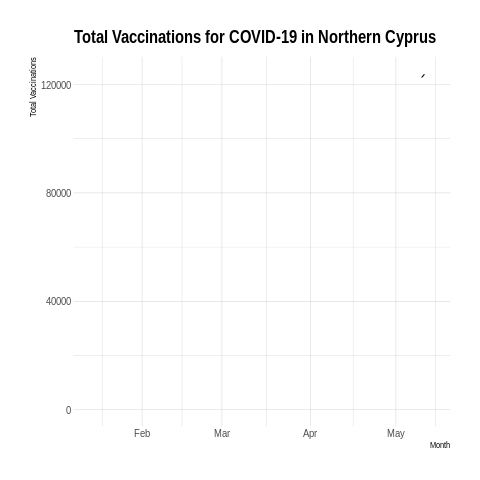 Total Vaccinations for COVID-19 in Northern Cyprus
Total Vaccinations
120000
80000
40000
0
Feb Mar Apr May
Month